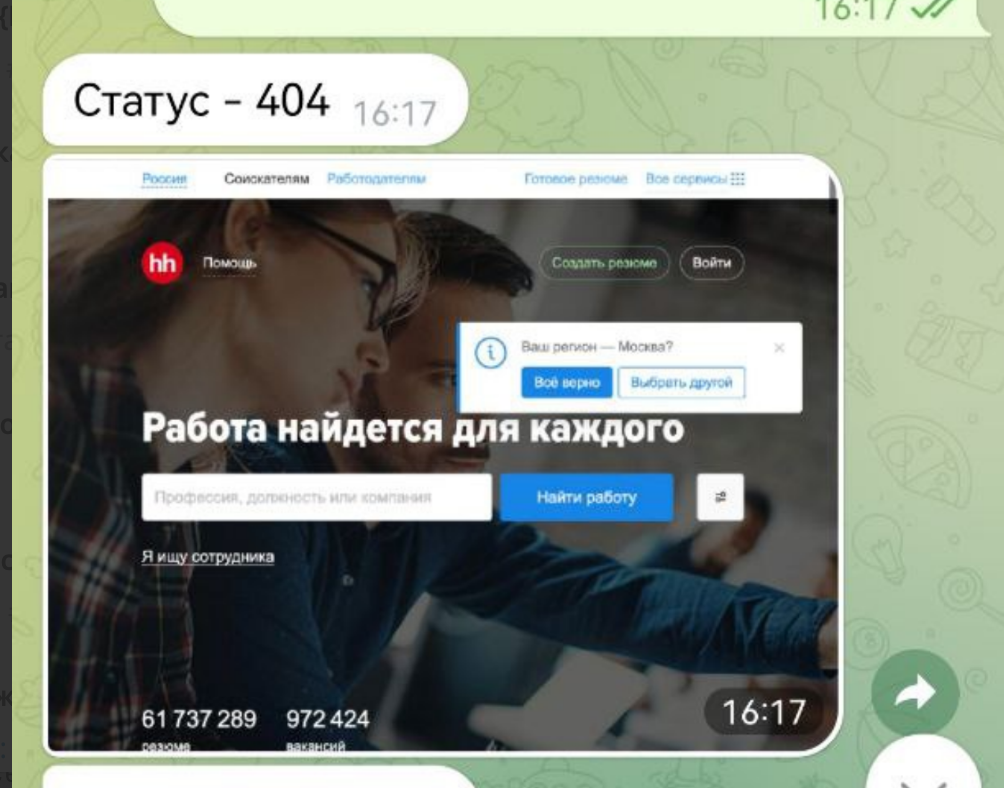 16:17
Статус - 404 16:17
Россия Соискателям Работодателям Готовое резюме Все сервисы
hh Помощь Создать резюме Войти
Ваш регион — Москва?
Всё верно Выбрать другой
Работа найдется для каждого
Профессия, должность или компания Найти работу
Я ищу сотрудника
61 737 289 972 424
резюме вакансий
16:17